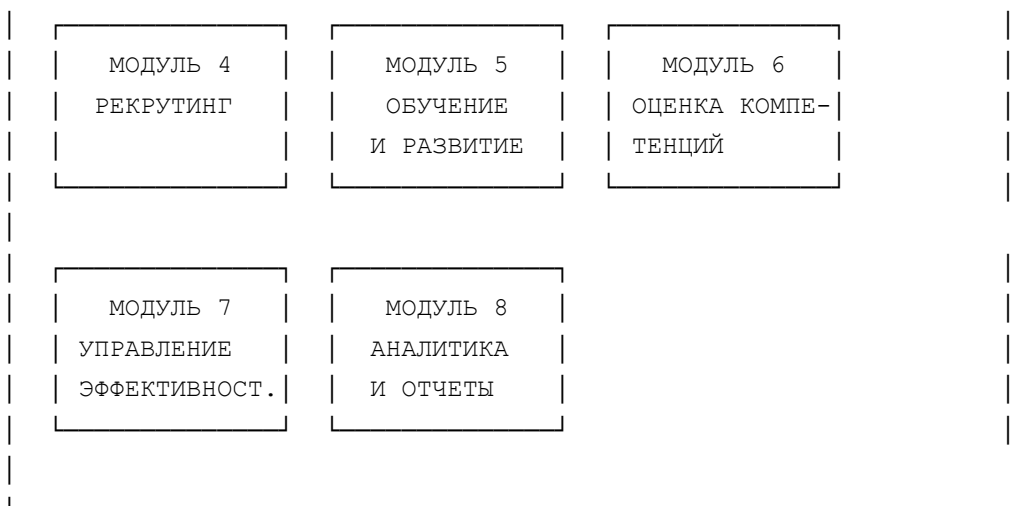 МОДУЛЬ 4 МОДУЛЬ 5 МОДУЛЬ 6
РЕКРУТИНГ ОБУЧЕНИЕ ОЦЕНКА КОМПЕ-
И РАЗВИТИЕ ТЕНЦИЙ
МОДУЛЬ 7 МОДУЛЬ 8
УПРАВЛЕНИЕ АНАЛИТИКА
ЭФФЕКТИВНОСТ. И ОТЧЕТЫ